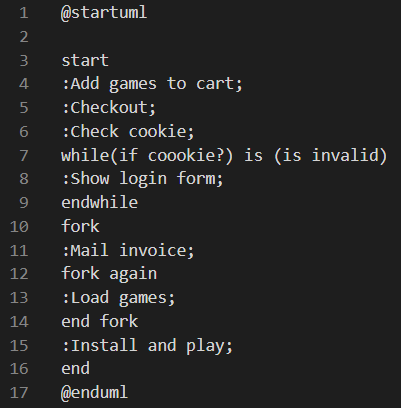 1 @startuml
2
3 start
4 :Add games to cart;
5 :Checkout;
6 :Check cookie;
7 while(if coookie?) is (is invalid)
8 :Show login form;
9 endwhile
10 fork
11 :Mail invoice;
12 fork again
13 :Load games;
14 end fork
15 :Install and play;
16 end
17 @enduml